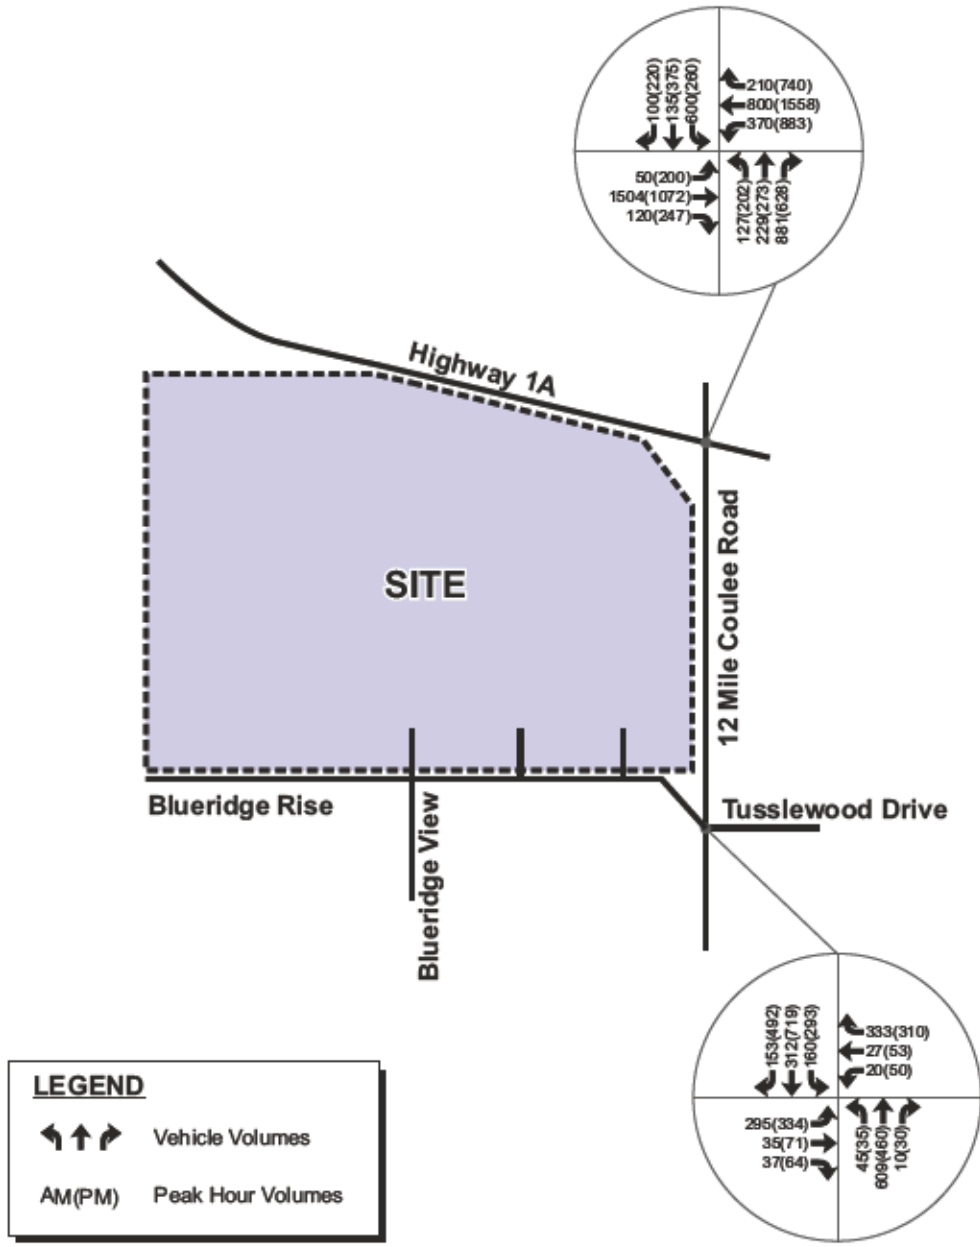 100(220)
135(375)
600(260)
210(740)
800(1558)
370(883)
50(200)
1504(1072)
120(247)
127(202)
229(273)
881(628)
Highway 1A
SITE
12 Mile Coulee Road
Blueridge Rise
Blueridge View
Tusslewood Drive
153(492)
312(719)
160(293)
333(310)
27(53)
20(50)
295(334)
35(71)
37(64)
45(35)
609(460)
10(30)
LEGEND
Vehicle Volumes
AM(PM) Peak Hour Volumes